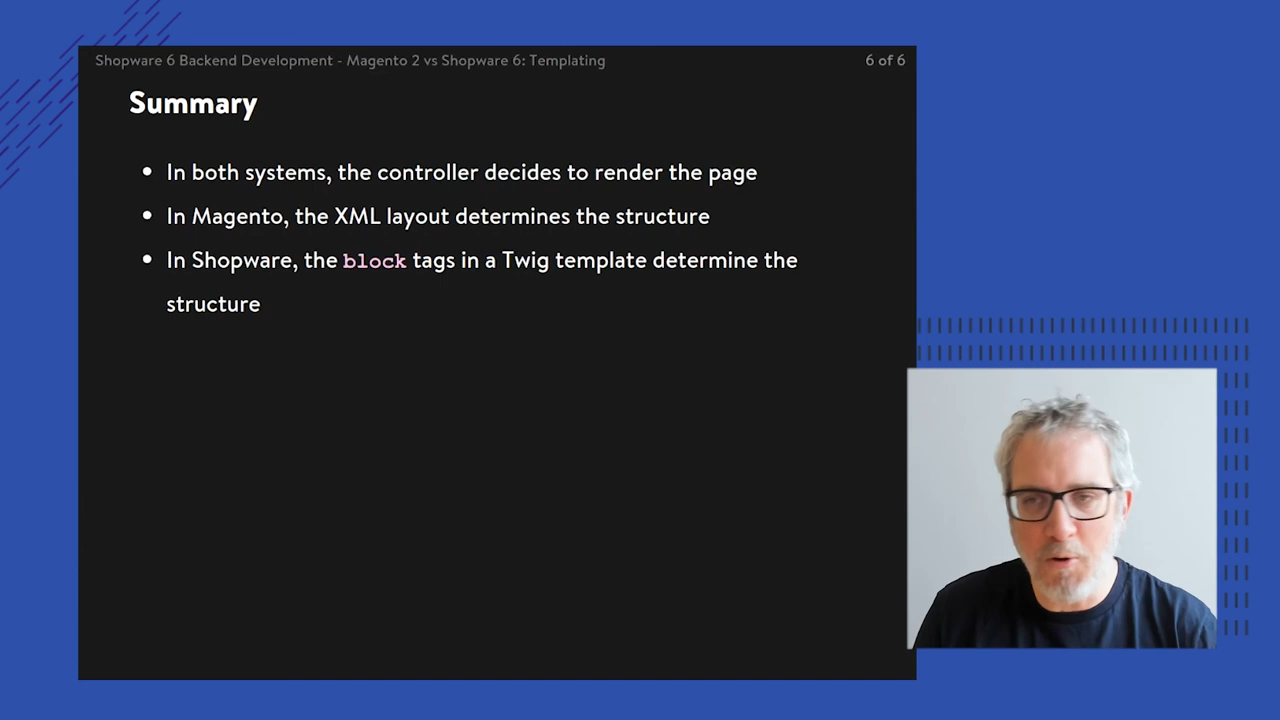 Shopware 6 Backend Development - Magento 2 vs Shopware 6: Templating
6 of 6
Summary
• In both systems, the controller decides to render the page
• In Magento, the XML layout determines the structure
• In Shopware, the block tags in a Twig template determine the
structure